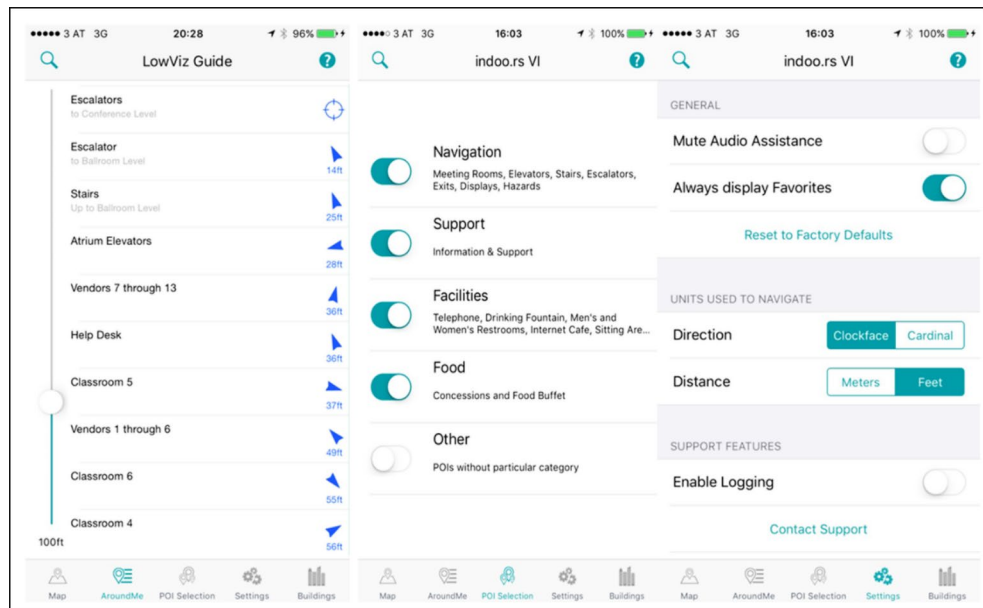 3 AT 3G 20:28 96%
LowViz Guide ?
Escalators
to Conference Level
Escalator
to Ballroom Level
14ft
Stairs
Up to Ballroom Level
25ft
Atrium Elevators
28ft
Vendors 7 through 13
36ft
Help Desk
36ft
Classroom 5
37ft
Vendors 1 through 6
49ft
Classroom 6
55ft
Classroom 4
56ft
100ft
Map AroundMe POI Selection Settings Buildings
3 AT 3G 16:03 100%
indoo.rs VI ?
Navigation
Meeting Rooms, Elevators, Stairs, Escalators,
Exits, Displays, Hazards
Support
Information & Support
Facilities
Telephone, Drinking Fountain, Men's and
Women's Restrooms, Internet Cafe, Sitting Are...
Food
Concessions and Food Buffet
Other
POIs without particular category
Map AroundMe POI Selection Settings Buildings
3 AT 3G 16:03 100%
indoo.rs VI ?
GENERAL
Mute Audio Assistance
Always display Favorites
Reset to Factory Defaults
UNITS USED TO NAVIGATE
Direction Clockface Cardinal
Distance Meters Feet
SUPPORT FEATURES
Enable Logging
Contact Support
Map AroundMe POI Selection Settings Buildings